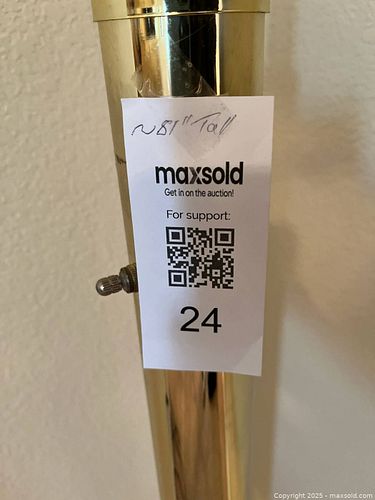 ~81" Tall
maxsold
Get in on the auction!
For support:
24
Copyright 2025 - maxsold.com